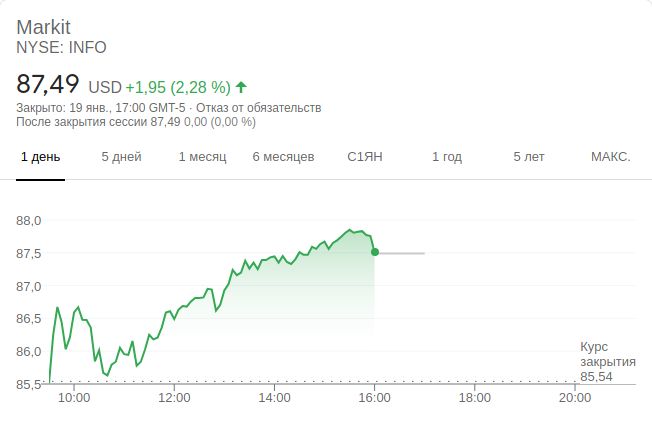 Markit
NYSE: INFO
87,49 USD +1,95 (2,28 %)
Закрыто: 19 янв., 17:00 GMT-5 · Отказ от обязательств
После закрытия сессии 87,49 0,00 (0,00 %)
1 день 5 дней 1 месяц 6 месяцев С1ЯН 1 год 5 лет МАКС.
88,0
87,5
87,0
86,5
86,0
85,5
Курс
закрытия
85,54
10:00 12:00 14:00 16:00 18:00 20:00